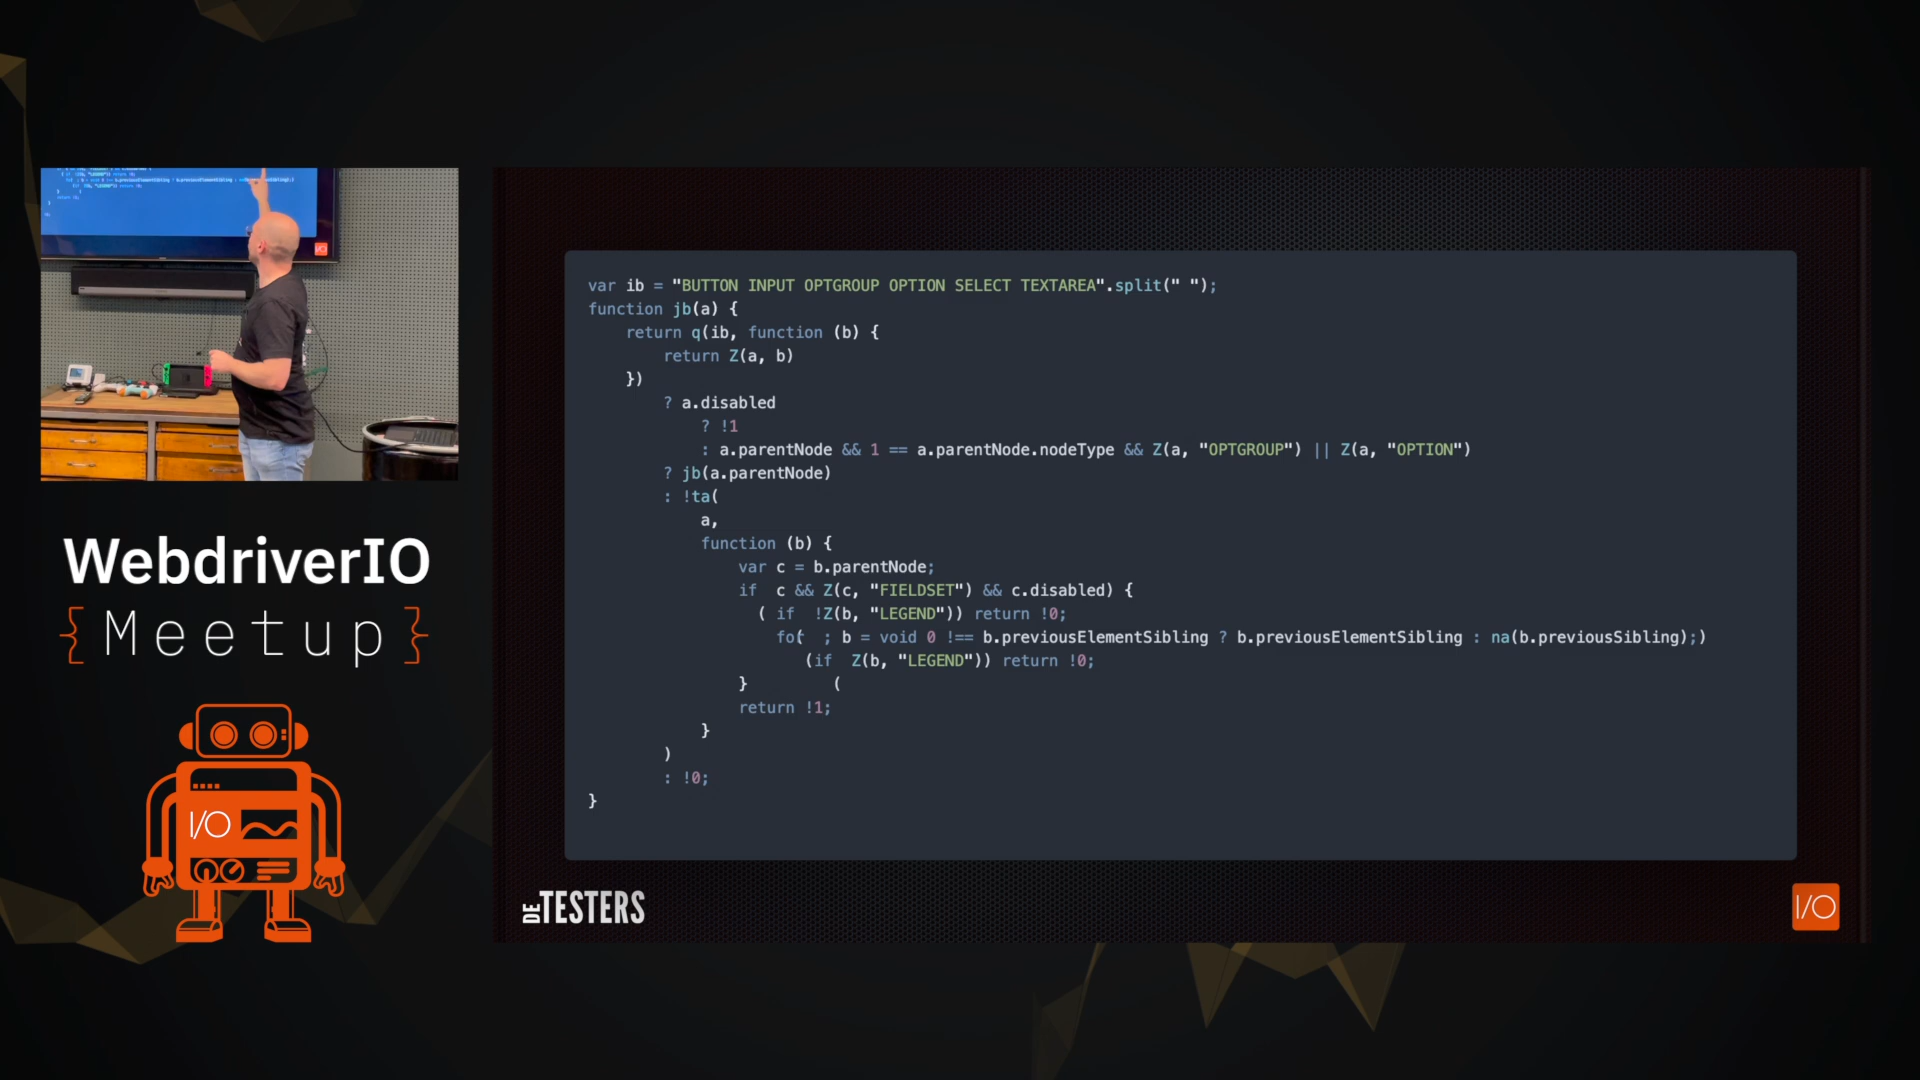 WebdriverIO
{Meetup}
I/O
var ib = "BUTTON INPUT OPTGROUP OPTION SELECT TEXTAREA".split(" ");
function jb(a) {
return q(ib, function (b) {
return Z(a, b)
})
? a.disabled
? !1
: a.parentNode && 1 == a.parentNode.nodeType && Z(a, "OPTGROUP") || Z(a, "OPTION")
? jb(a.parentNode)
: !ta(
a,
function (b) {
var c = b.parentNode;
if c && Z(c, "FIELDSET") && c.disabled) {
( if !Z(b, "LEGEND")) return !0;
for( ; b = void 0 !== b.previousElementSibling ? b.previousElementSibling : na(b.previousSibling);)
(if Z(b, "LEGEND")) return !0;
} (
return !1;
}
)
: !0;
}
DE TESTERS
I/O